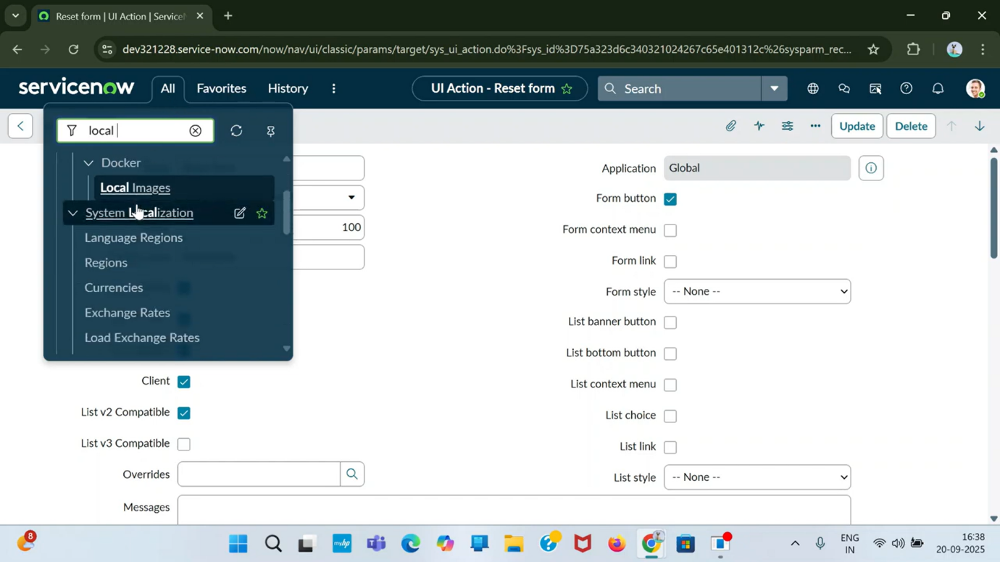 Reset form | UI Action | Service
dev321228.service-now.com/now/nav/ui/classic/params/target/sys_ui_action.do%3Fsys_id%3D75a323d6c340321024267c65e401312c%26sysparm_rec...
servicenow
All
Favorites
History
UI Action - Reset form
Search
local
Update
Delete
Docker
Local Images
System Localization
Language Regions
Regions
Currencies
Exchange Rates
Load Exchange Rates
100
Client
List v2 Compatible
List v3 Compatible
Overrides
Messages
Application
Global
Form button
Form context menu
Form link
Form style
-- None --
List banner button
List bottom button
List context menu
List choice
List link
List style
-- None --
8
myhp
ENG
IN
16:38
20-09-2025